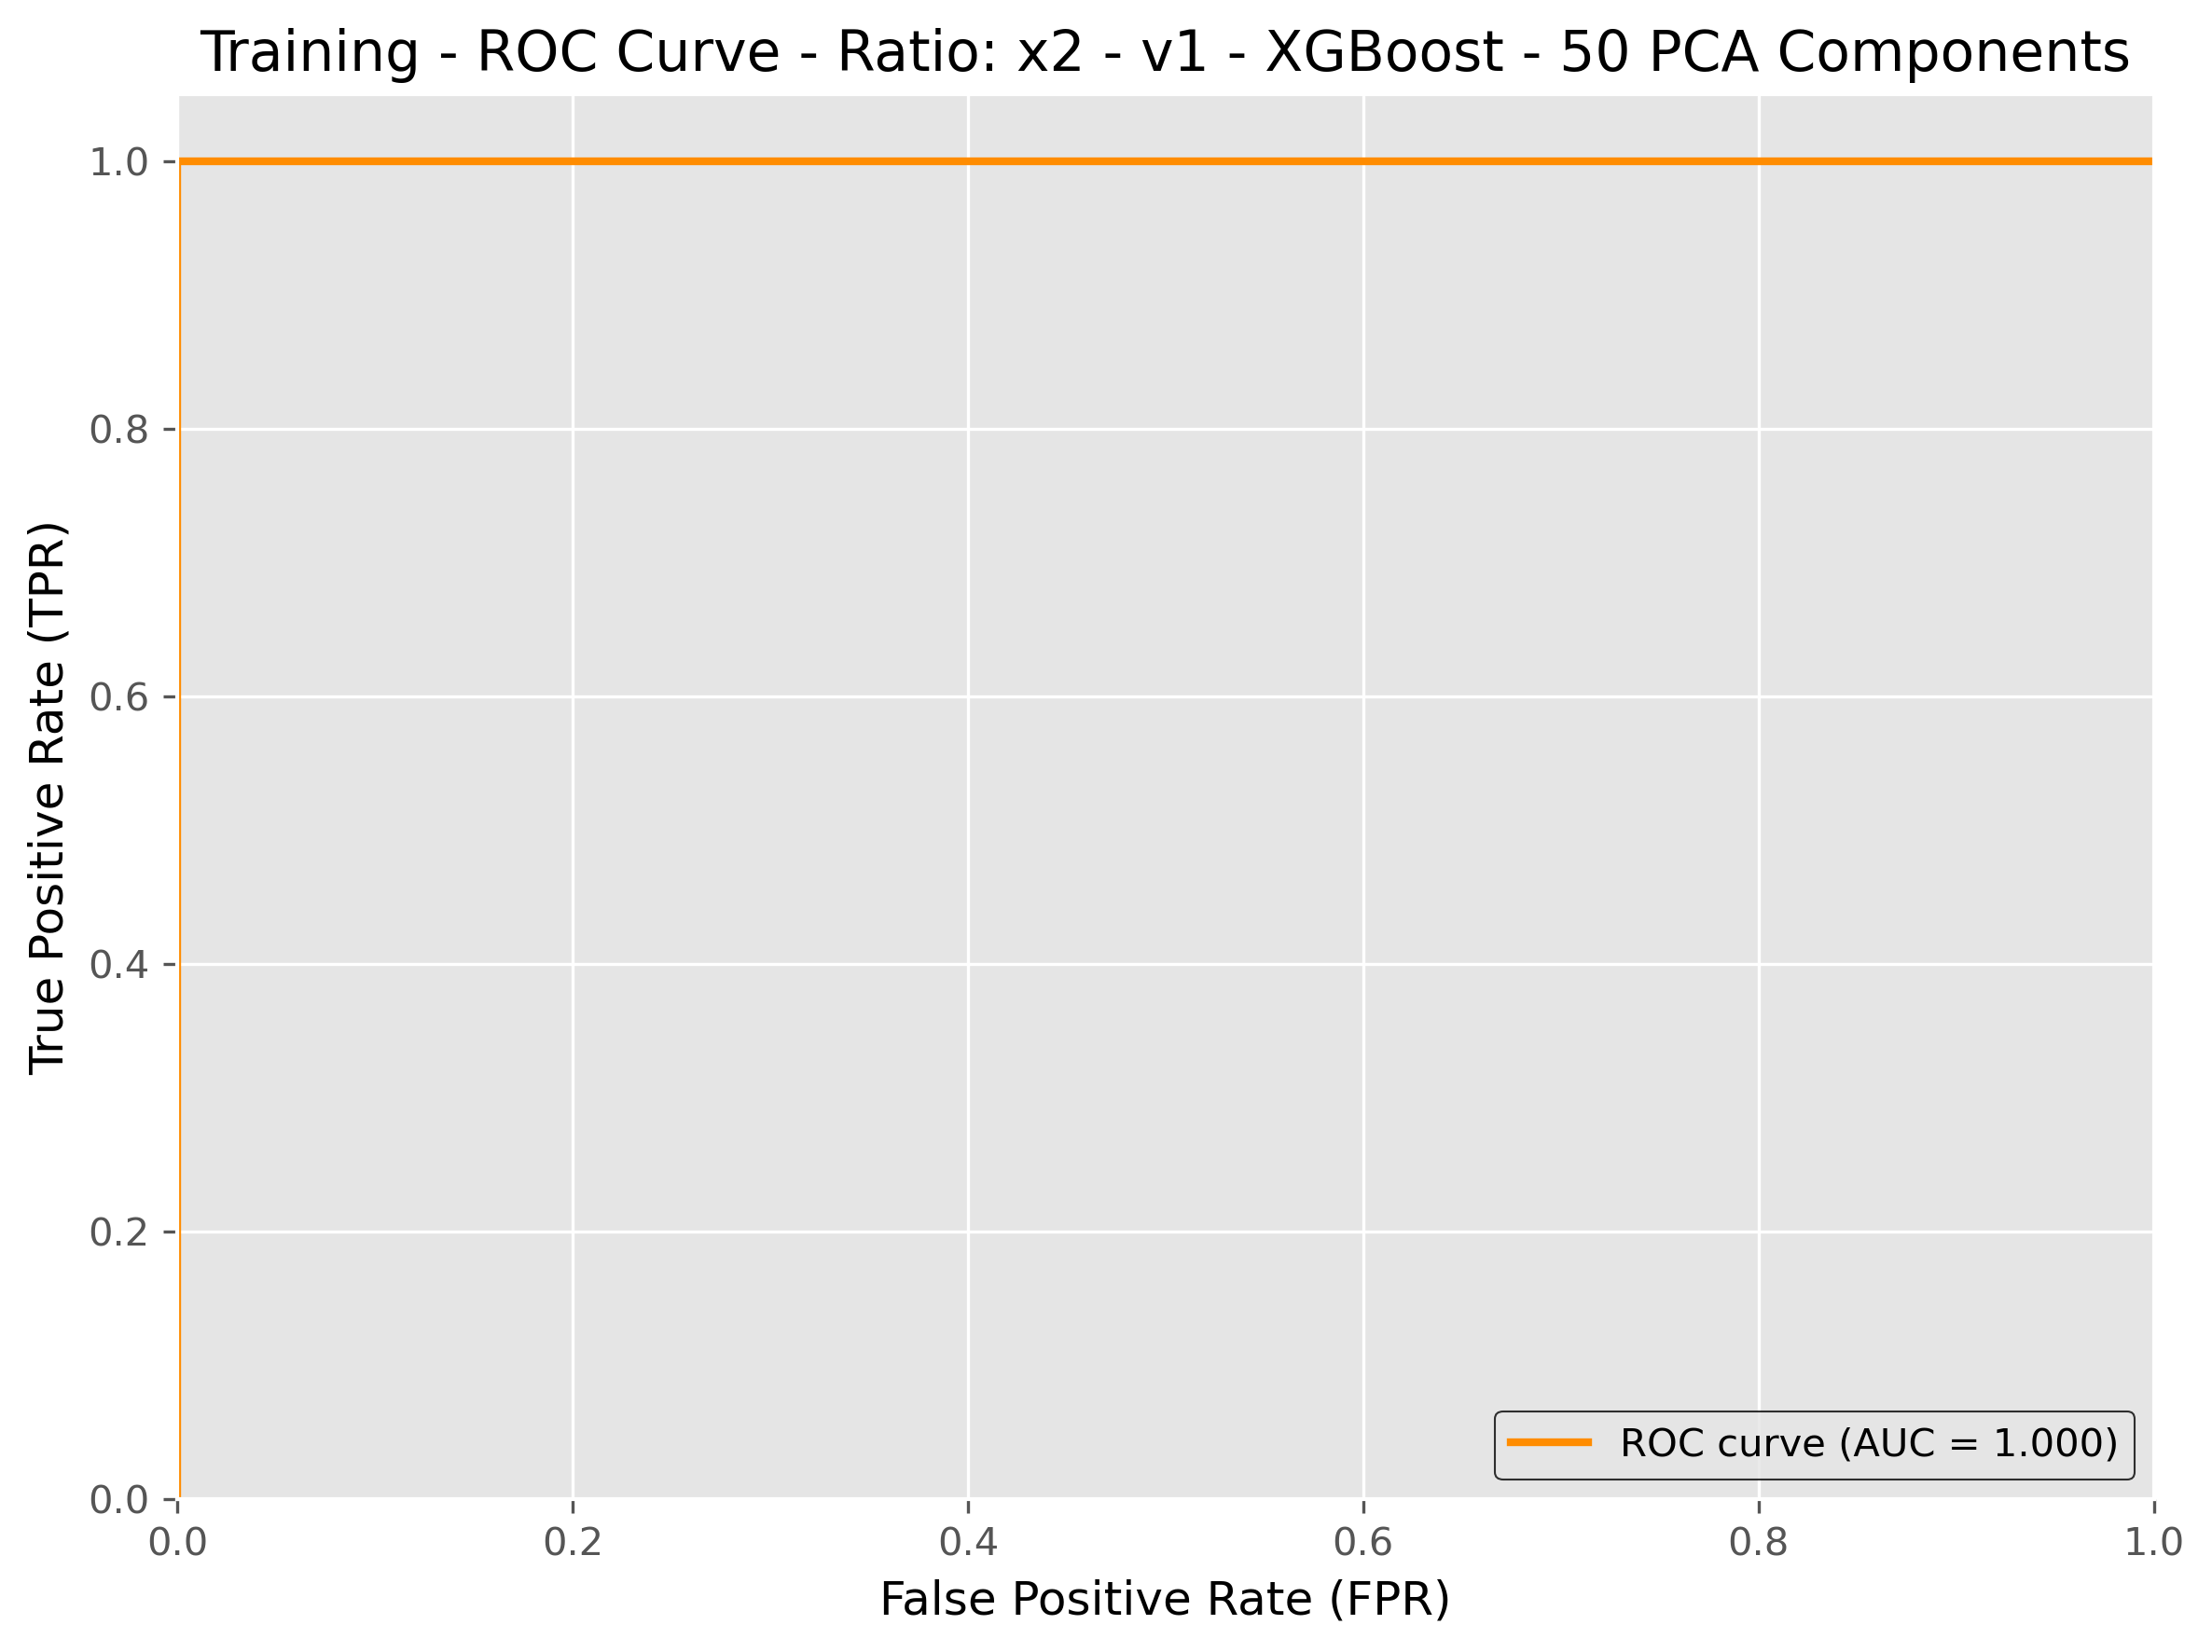 Training - ROC Curve - Ratio: x2 - v1 - XGBoost - 50 PCA Components
True Positive Rate (TPR)
1.0
0.8
0.6
0.4
0.2
0.0
ROC curve (AUC = 1.000)
0.0 0.2 0.4 0.6 0.8 1.0
False Positive Rate (FPR)